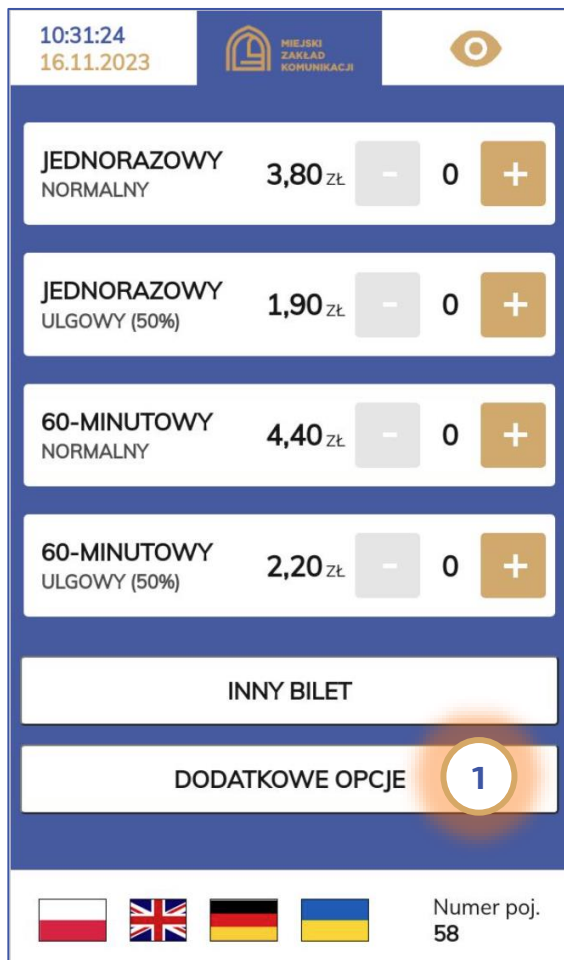 10:31:24
16.11.2023
MIEJSKI
ZAKŁAD
KOMUNIKACJI
JEDNORAZOWY
NORMALNY
3,80 ZŁ - 0 +
JEDNORAZOWY
ULGOWY (50%)
1,90 ZŁ - 0 +
60-MINUTOWY
NORMALNY
4,40 ZŁ - 0 +
60-MINUTOWY
ULGOWY (50%)
2,20 ZŁ - 0 +
INNY BILET
DODATKOWE OPCJE 1
Numer poj.
58